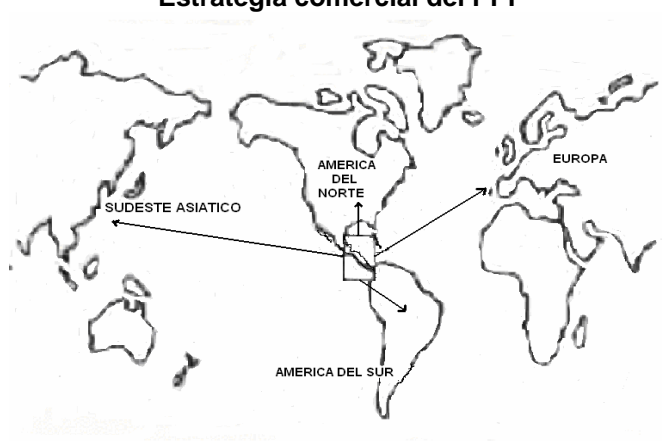 Estrategia comercial del PPP
AMERICA
DEL
NORTE
EUROPA
SUDESTE ASIATICO
AMERICA DEL SUR